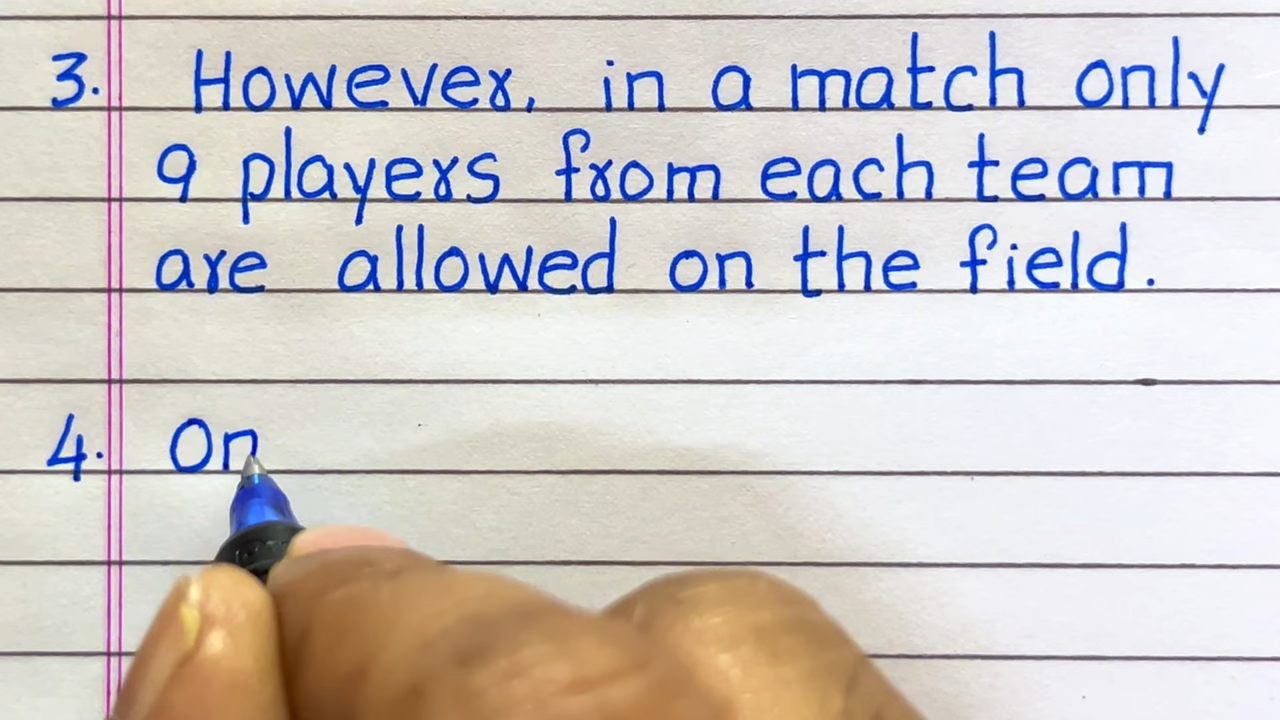 3. However, in a match only
9 players from each team
are allowed on the field.
4. On